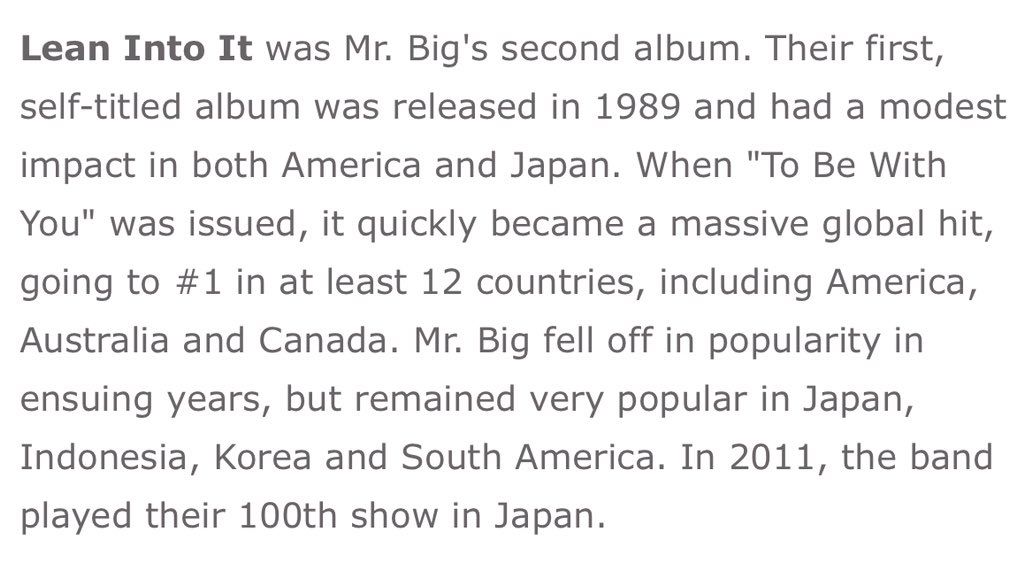 Lean Into It was Mr. Big's second album. Their first,
self-titled album was released in 1989 and had a modest
impact in both America and Japan. When "To Be With
You" was issued, it quickly became a massive global hit,
going to #1 in at least 12 countries, including America,
Australia and Canada. Mr. Big fell off in popularity in
ensuing years, but remained very popular in Japan,
Indonesia, Korea and South America. In 2011, the band
played their 100th show in Japan.